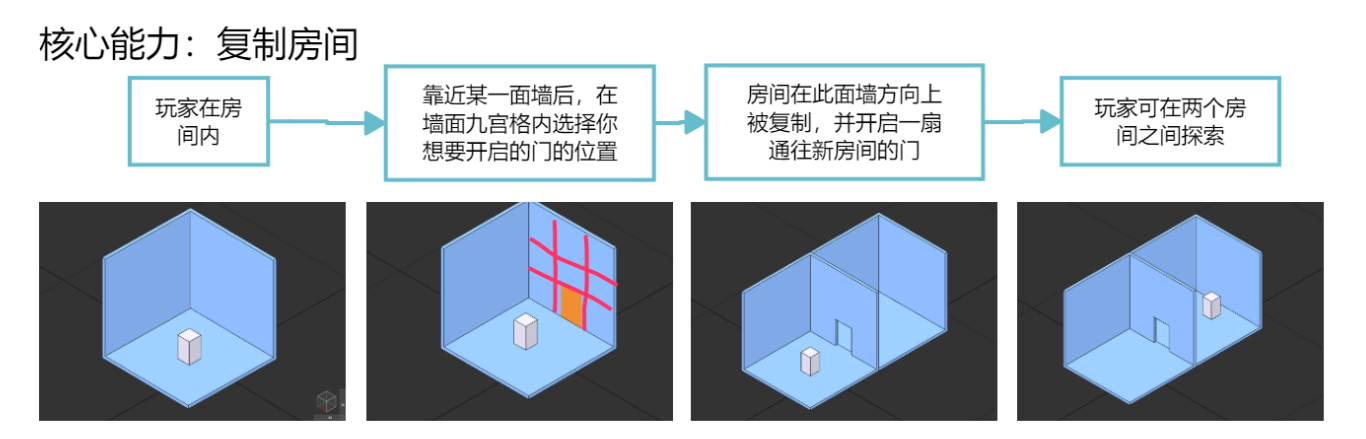 核心能力：复制房间
玩家在房
间内
靠近某一面墙后，在
墙面九宫格内选择你
想要开启的门的位置
房间在此面墙方向上
被复制，并开启一扇
通往新房间的门
玩家可在两个房
间之间探索